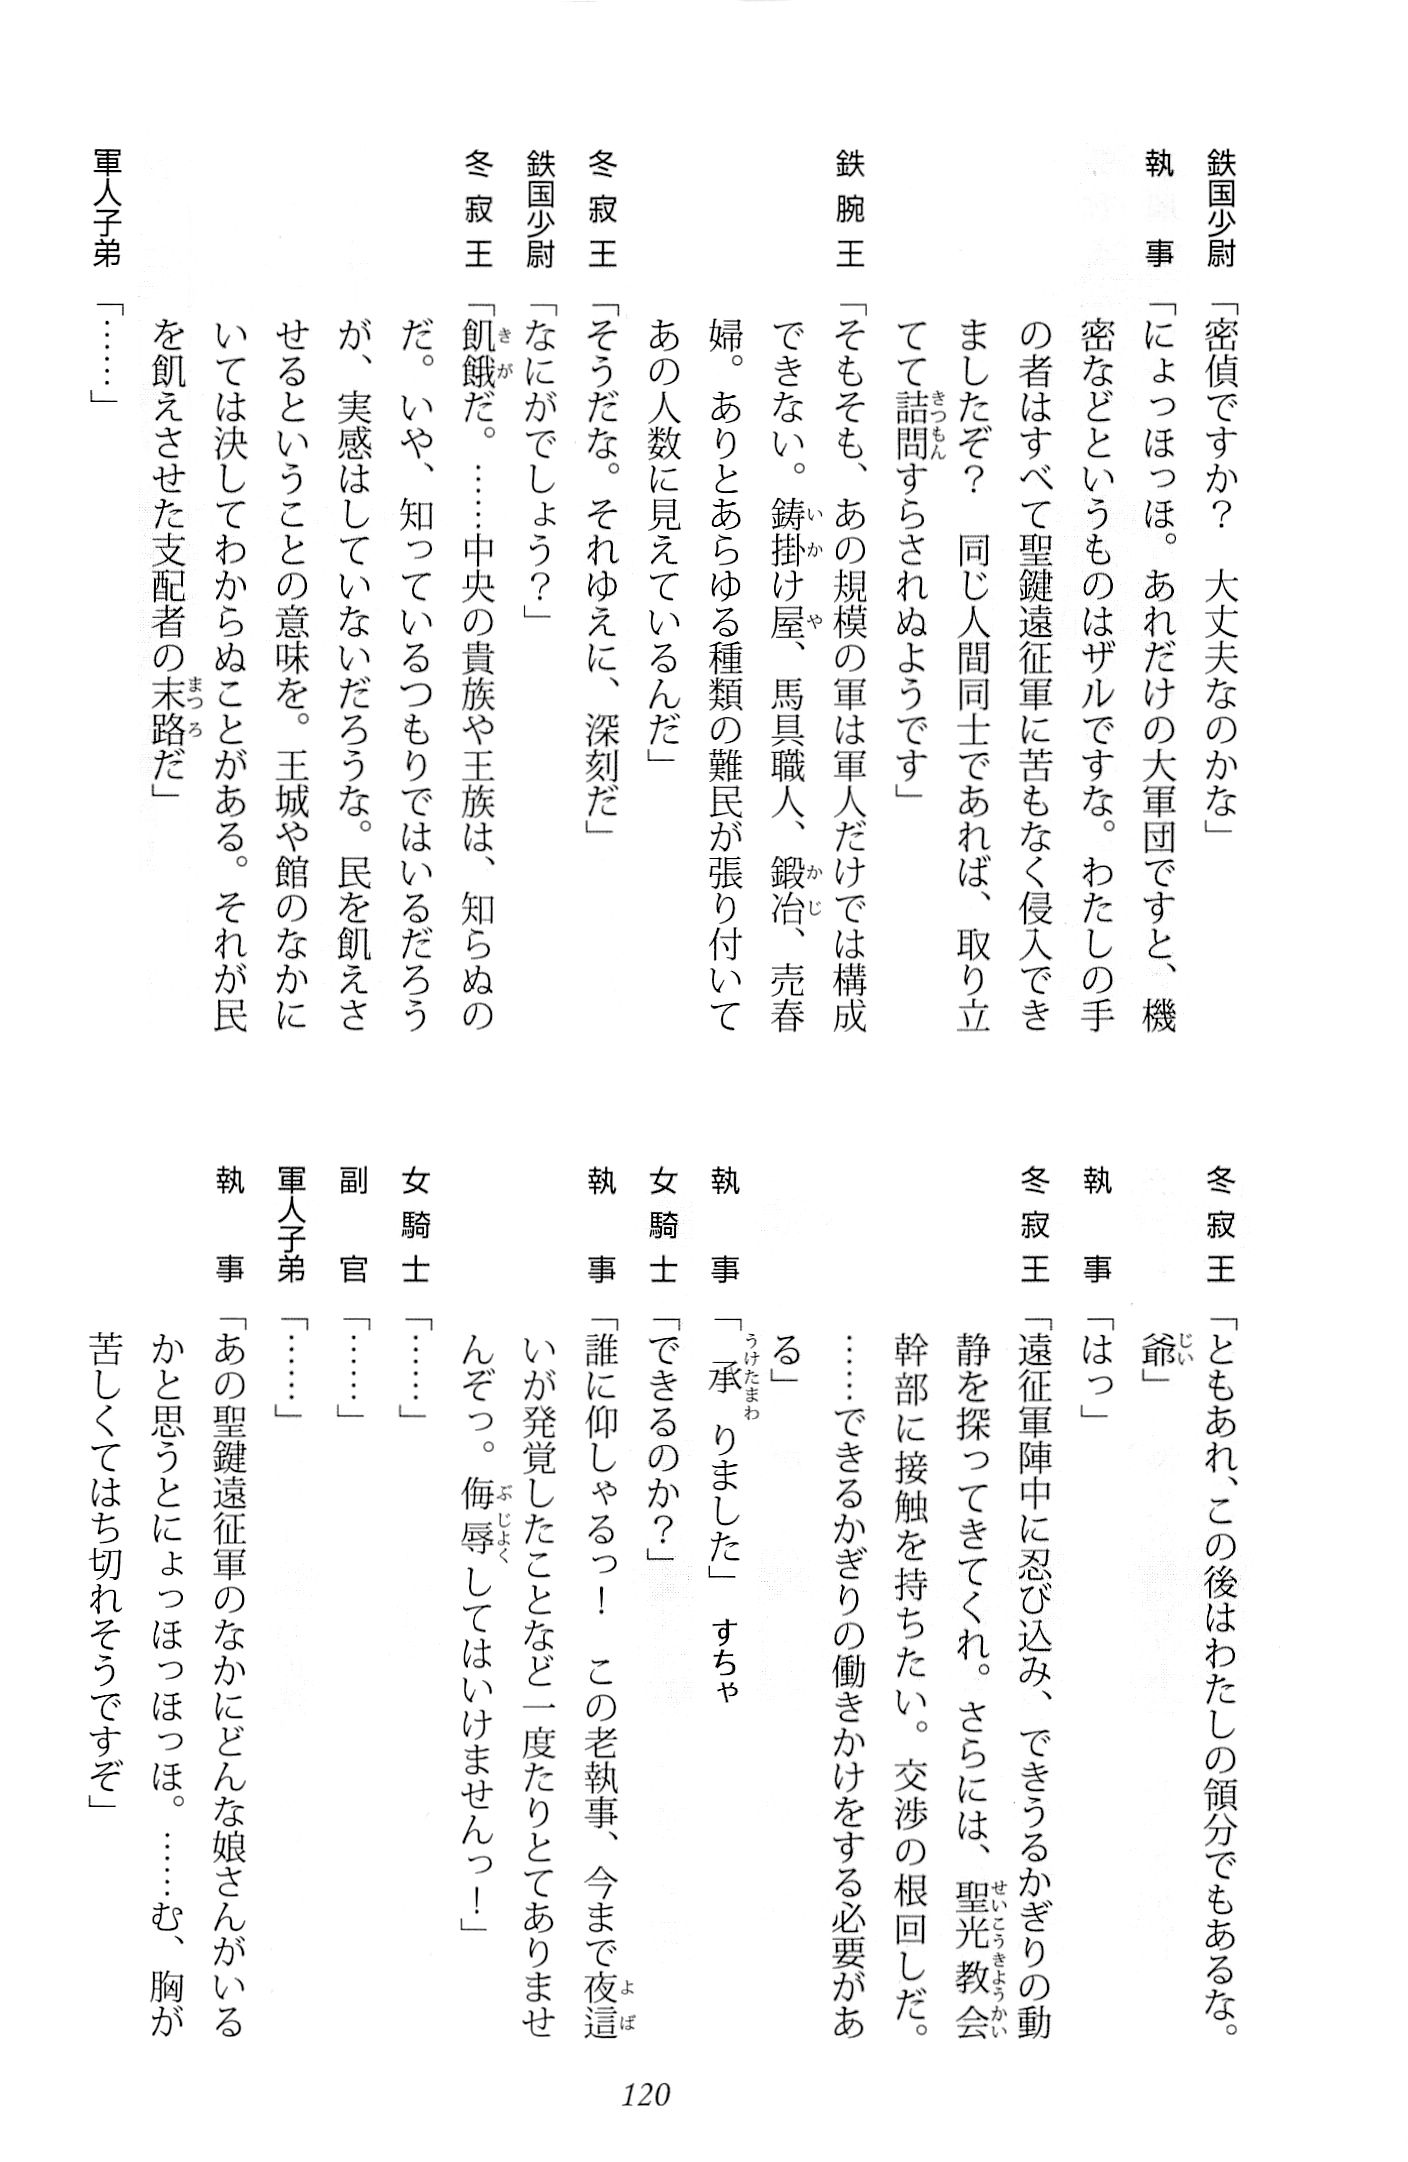 鉄国少尉「密偵ですか？　大丈夫なのかな」
執事「にょっほっほ。あれだけの大軍団ですと、機
密などというものはザルですな。わたしの手
の者はすべて聖鍵遠征軍に苦もなく侵入でき
ましたぞ？　同じ人間同士であれば、取り立
てて詰問すらされぬようです」
鉄腕王「そもそも、あの規模の軍は軍人だけでは構成
できない。鋳掛け屋、馬具職人、鍛冶、売春
婦。ありとあらゆる種類の難民が張り付いて
あの人数に見えているんだ」
冬寂王「そうだな。それゆえに、深刻だ」
鉄国少尉「なにがでしょう？」
冬寂王「飢餓だ。……中央の貴族や王族は、知らぬの
だ。いや、知っているつもりではいるだろう
が、実感はしていないだろうな。民を飢えさ
せるということの意味を。王城や館のなかに
いては決してわからぬことがある。それが民
を飢えさせた支配者の末路だ」
軍人子弟「……」
冬寂王「ともあれ、この後はわたしの領分でもあるな。
爺」
執事「はっ」
冬寂王「遠征軍陣中に忍び込み、できうるかぎりの動
静を探ってきてくれ。さらには、聖光教会
幹部に接触を持ちたい。交渉の根回しだ。
……できるかぎりの働きかけをする必要があ
る」
執事「承りました」すちゃ
女騎士「できるのか？」
執事「誰に仰しゃるっ！　この老執事、今まで夜這
いが発覚したことなど一度たりとてありませ
んぞっ。侮辱してはいけませんっ！」
女騎士「……」
副官「……」
軍人子弟「……」
執事「あの聖鍵遠征軍のなかにどんな娘さんがいる
かと思うとにょっほっほっほ。……む、胸が
苦しくてはち切れそうですぞ」
120